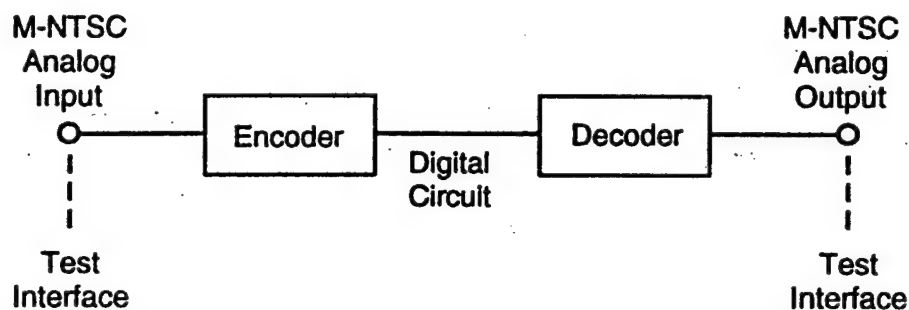 M-NTSC
Analog
Input
Encoder
Digital
Circuit
Decoder
M-NTSC
Analog
Output
Test
Interface
Test
Interface